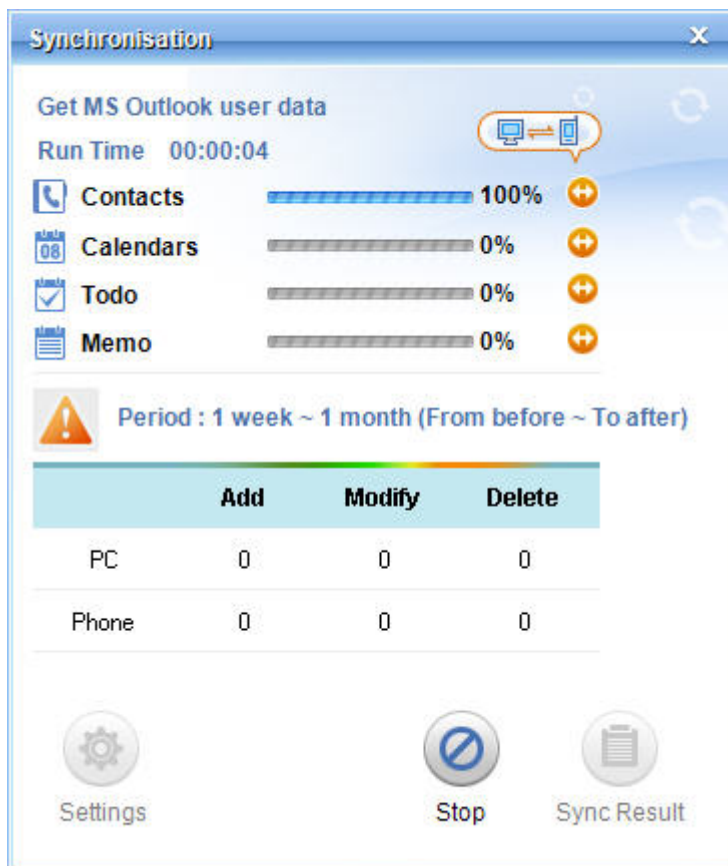 Synchronisation
Get MS Outlook user data
Run Time 00:00:04
Contacts 100%
08 Calendars 0%
Todo 0%
Memo 0%
Period : 1 week ~ 1 month (From before ~ To after)
Add Modify Delete
PC 0 0 0
Phone 0 0 0
Settings Stop Sync Result